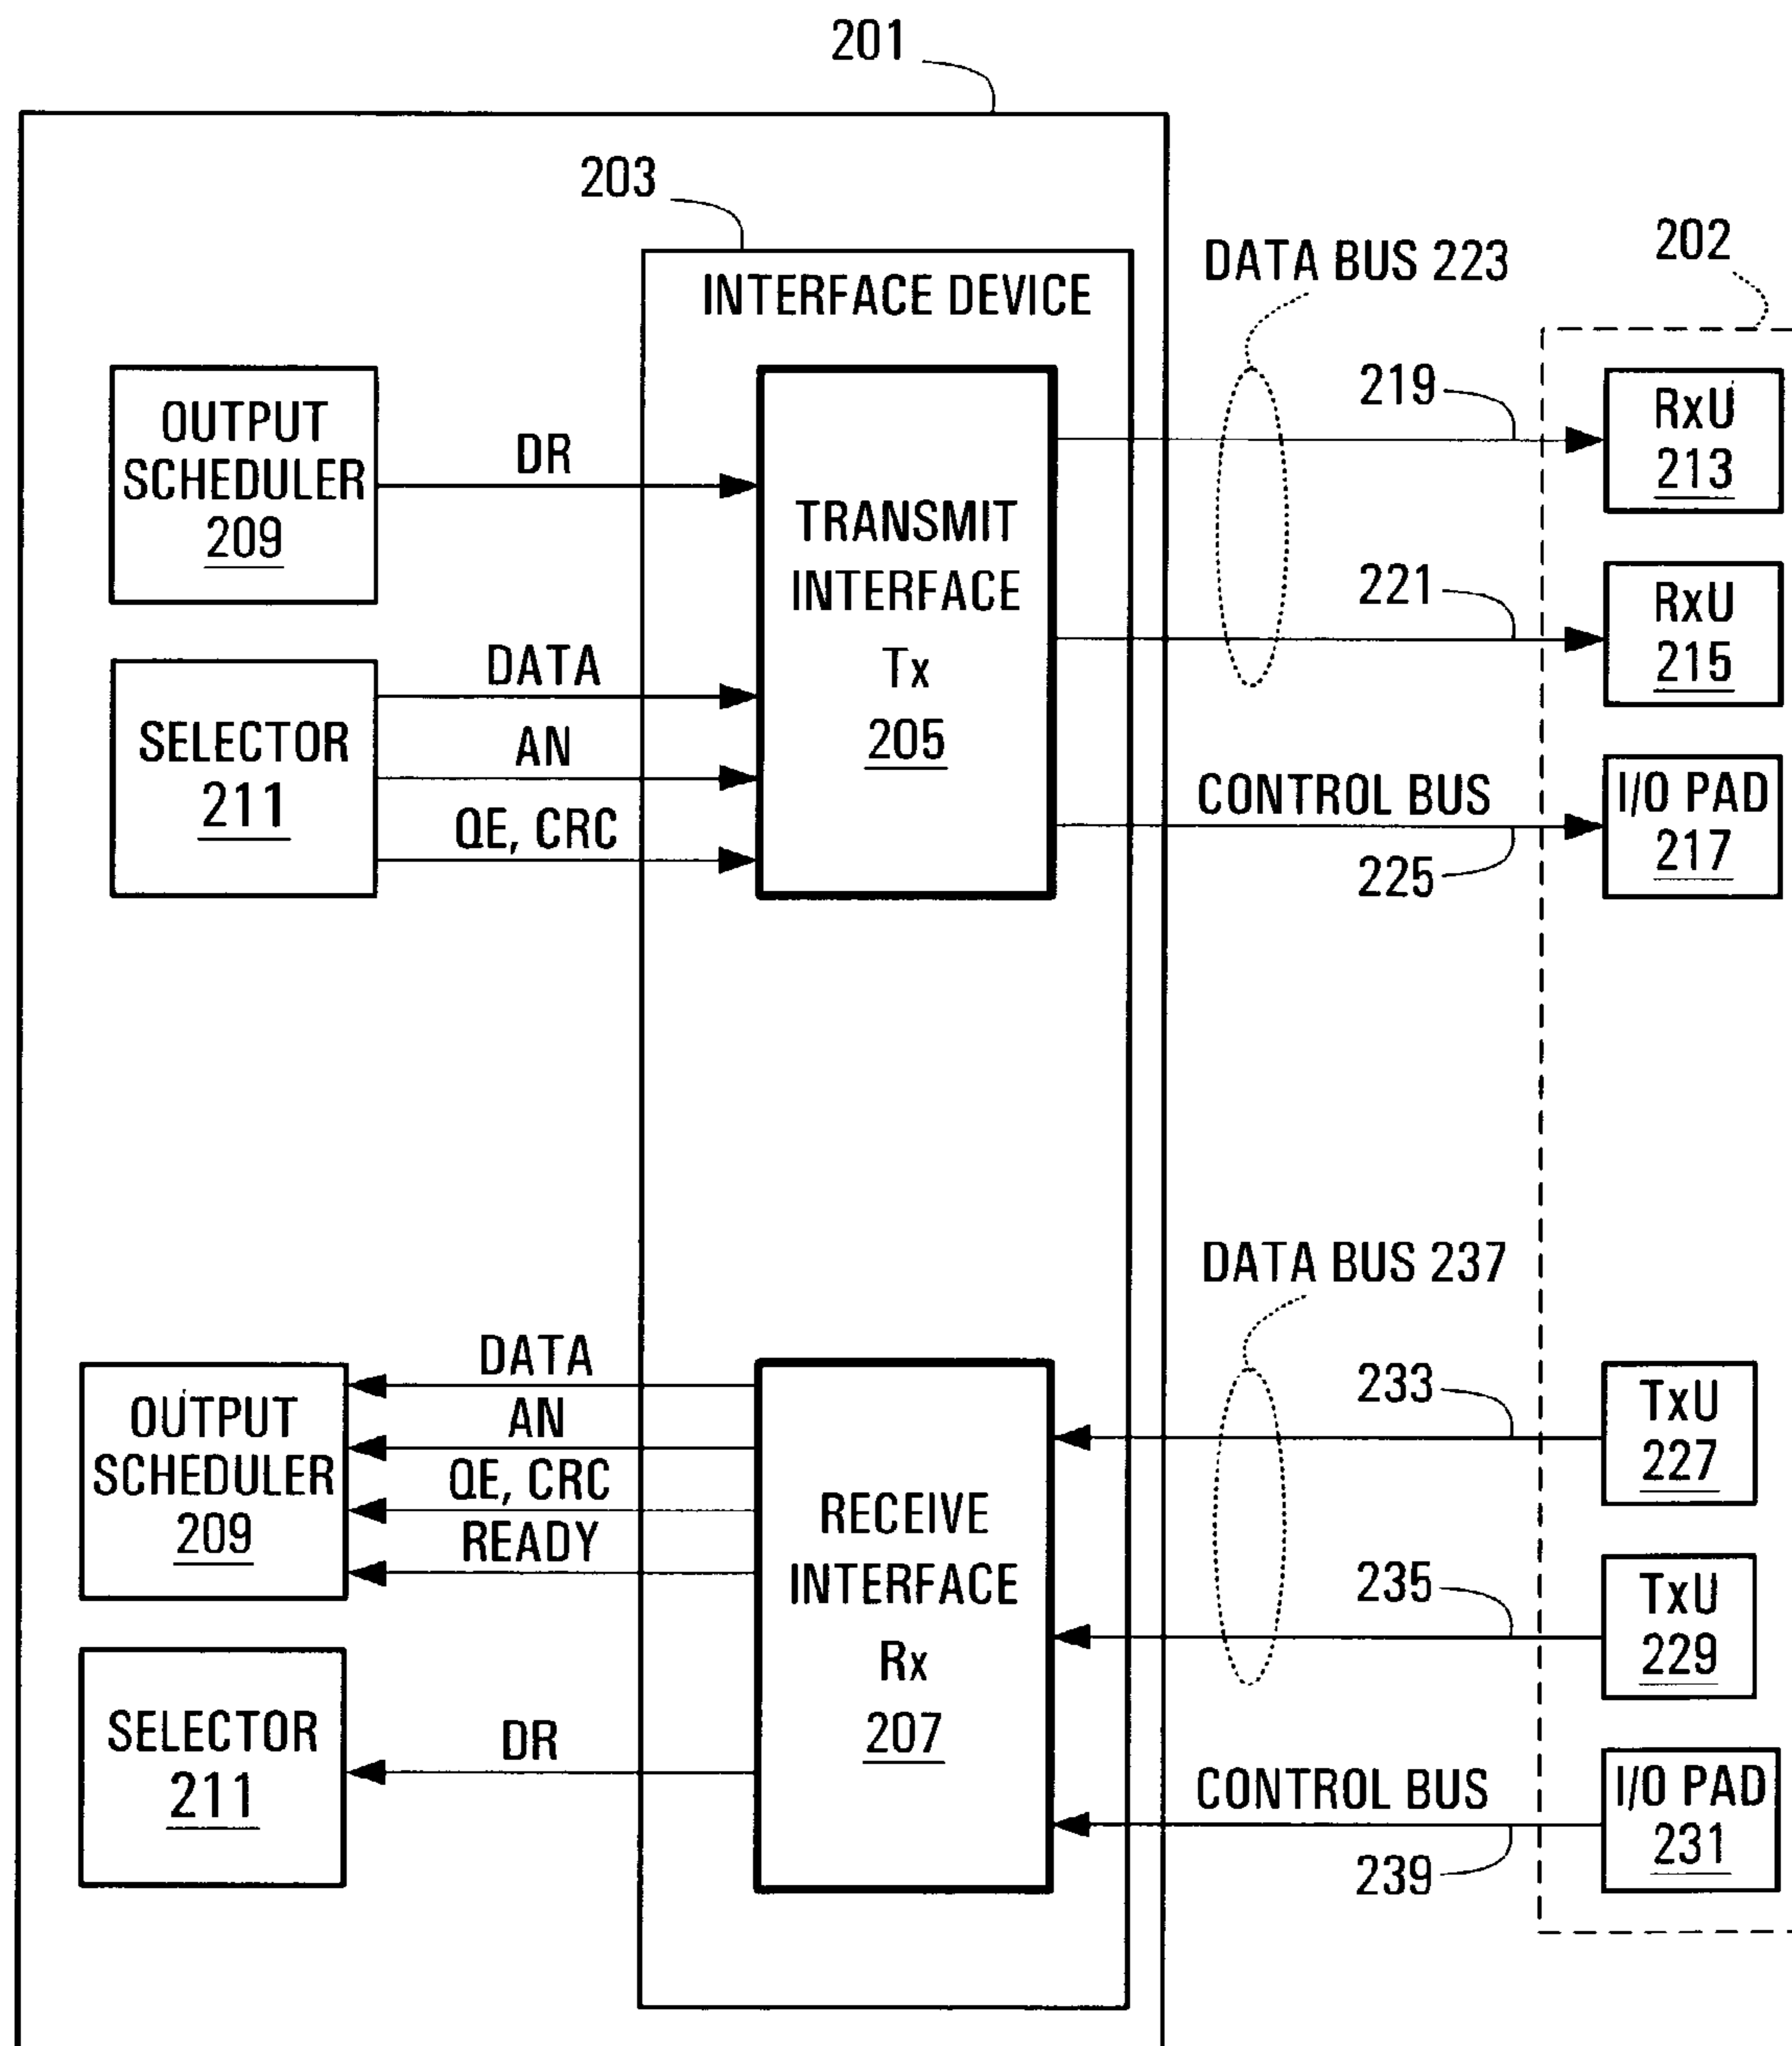 201
203
INTERFACE DEVICE
DATA BUS 223
202
OUTPUT
SCHEDULER
209
DR
TRANSMIT
INTERFACE
Tx
205
219
RxU
213
221
RxU
215
SELECTOR
211
DATA
AN
QE, CRC
CONTROL BUS
225
I/O PAD
217
DATA BUS 237
OUTPUT
SCHEDULER
209
DATA
AN
QE, CRC
READY
RECEIVE
INTERFACE
Rx
207
233
TxU
227
235
TxU
229
SELECTOR
211
DR
CONTROL BUS
239
I/O PAD
231